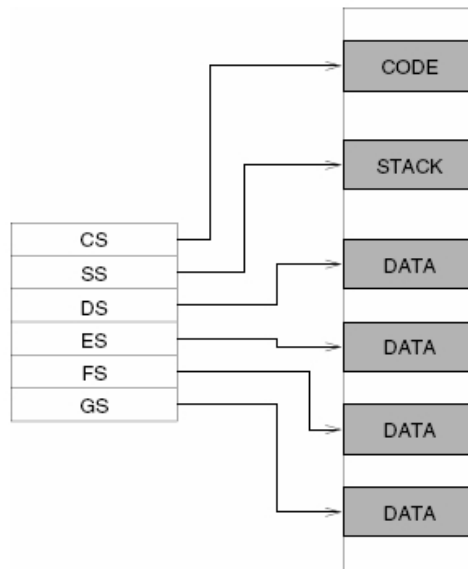 CODE
STACK
CS
SS
DS
ES
FS
GS
DATA
DATA
DATA
DATA